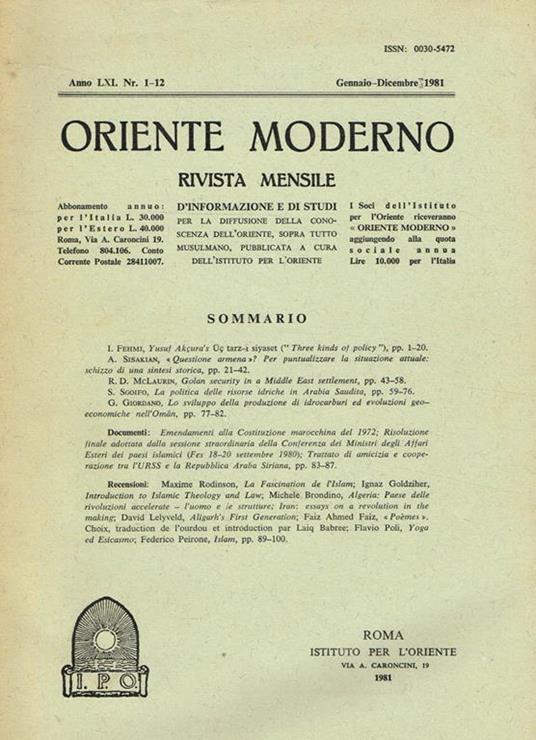 ISSN: 0030-5472
Anno LXI. Nr. 1-12
Gennaio-Dicembre 1981
ORIENTE MODERNO
RIVISTA MENSILE
Abbonamento annuo:
per l'Italia L. 30.000
per l'Estero L. 40.000
Roma, Via A. Caroncini 19.
Telefono 804.106. Conto
Corrente Postale 28411007.
D'INFORMAZIONE E DI STUDI
PER LA DIFFUSIONE DELLA CONO-
SCENZA DELL'ORIENTE, SOPRA TUTTO
MUSULMANO, PUBBLICATA A CURA
DELL'ISTITUTO PER L'ORIENTE
I Soci dell'Istituto
per l'Oriente riceveranno
« ORIENTE MODERNO »
aggiungendo alla quota
sociale annua
Lire 10.000 per l'Italia
SOMMARIO
I. FEHMI, Yusuf Akçura's Üç tarz-ı siyaset (" Three kinds of policy"), pp. 1-20.
A. SISAKIAN, « Questione armena »? Per puntualizzare la situazione attuale:
schizzo di una sintesi storica, pp. 21-42.
R. D. MCLAURIN, Golan security in a Middle East settlement, pp. 43-58.
S. SGOIFO, La politica delle risorse idriche in Arabia Saudita, pp. 59-76.
G. GIORDANO, Lo sviluppo della produzione di idrocarburi ed evoluzioni geo-
economiche nell'Omân, pp. 77-82.
Documenti: Emendamenti alla Costituzione marocchina del 1972; Risoluzione
finale adottata dalla sessione straordinaria della Conferenza dei Ministri degli Affari
Esteri dei paesi islamici (Fes 18-20 settembre 1980); Trattato di amicizia e coope-
razione tra l'URSS e la Repubblica Araba Siriana, pp. 83-87.
Recensioni: Maxime Rodinson, La Fascination de l'Islam; Ignaz Goldziher,
Introduction to Islamic Theology and Law; Michele Brondino, Algeria: Paese delle
rivoluzioni accelerate - l'uomo e le strutture; Iran: essays on a revolution in the
making; David Lelyveld, Aligarh's First Generation; Faiz Ahmed Faiz, « Poèmes ».
Choix, traduction de l'ourdou et introduction par Laiq Babree; Flavio Poli, Yoga
ed Esicasmo; Federico Peirone, Islam, pp. 89-100.
I. P. O.
ROMA
ISTITUTO PER L'ORIENTE
VIA A. CARONCINI, 19
1981